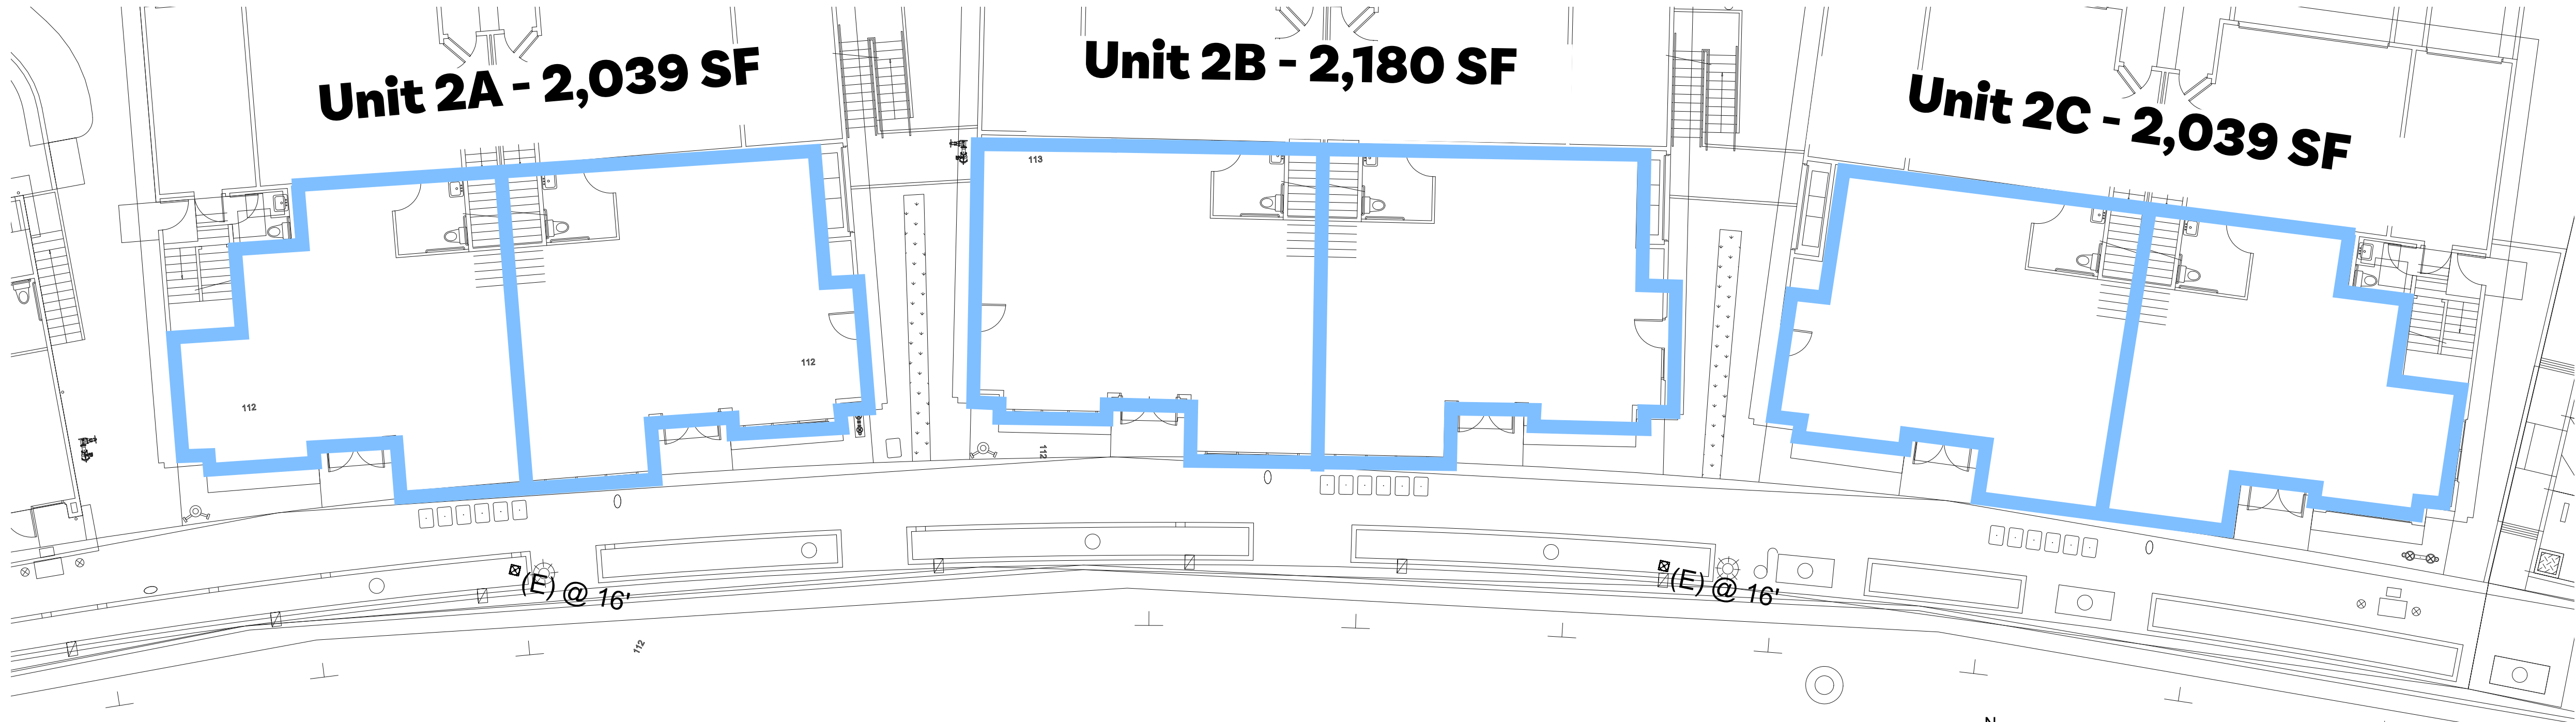 Unit 2A - 2,039 SF
Unit 2B - 2,180 SF
Unit 2C - 2,039 SF
113
112
112
112
(E) @ 16'
(E) @ 16'
112
N